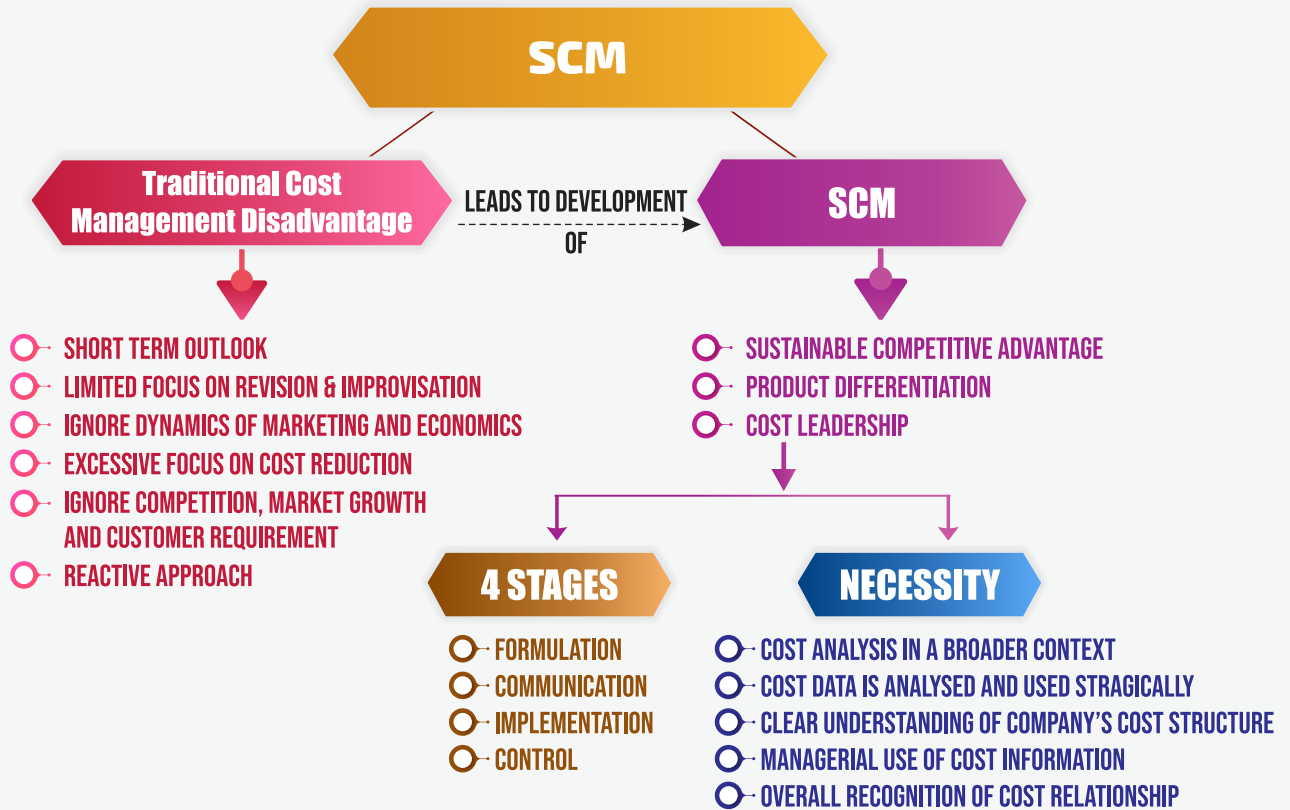 SCM
Traditional Cost
Management Disadvantage
LEADS TO DEVELOPMENT
OF
SCM
SHORT TERM OUTLOOK
LIMITED FOCUS ON REVISION & IMPROVISATION
IGNORE DYNAMICS OF MARKETING AND ECONOMICS
EXCESSIVE FOCUS ON COST REDUCTION
IGNORE COMPETITION, MARKET GROWTH
AND CUSTOMER REQUIREMENT
REACTIVE APPROACH
SUSTAINABLE COMPETITIVE ADVANTAGE
PRODUCT DIFFERENTIATION
COST LEADERSHIP
4 STAGES
FORMULATION
COMMUNICATION
IMPLEMENTATION
CONTROL
NECESSITY
COST ANALYSIS IN A BROADER CONTEXT
COST DATA IS ANALYSED AND USED STRAGICALLY
CLEAR UNDERSTANDING OF COMPANY'S COST STRUCTURE
MANAGERIAL USE OF COST INFORMATION
OVERALL RECOGNITION OF COST RELATIONSHIP